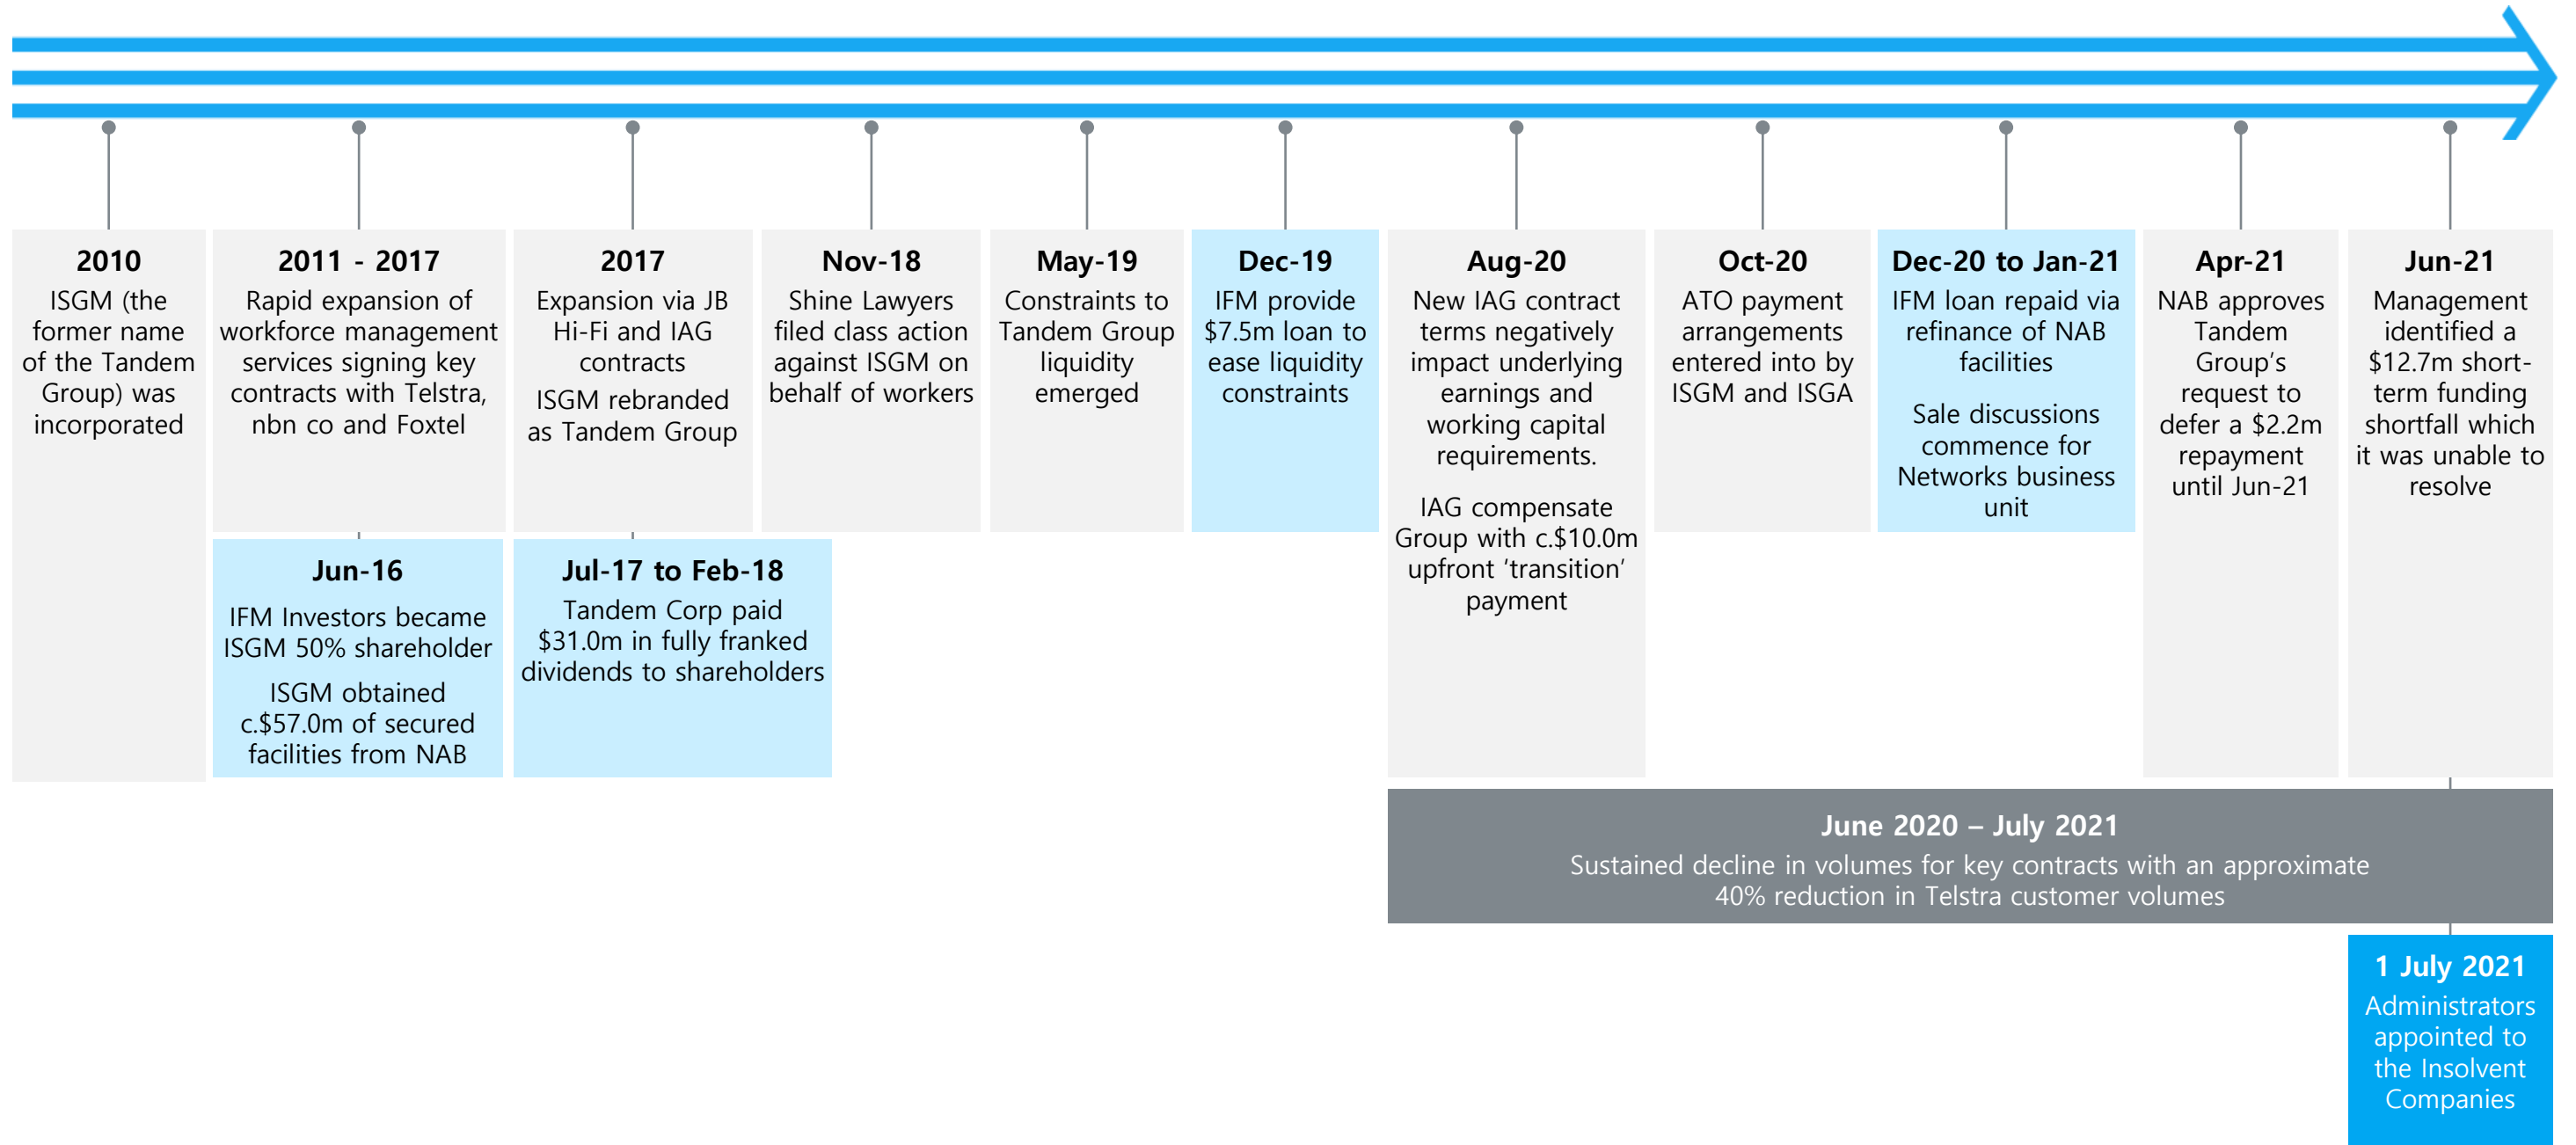 2010
ISGM (the
former name
of the Tandem
Group) was
incorporated
2011 - 2017
Rapid expansion of
workforce management
services signing key
contracts with Telstra,
nbn co and Foxtel
Jun-16
IFM Investors became
ISGM 50% shareholder
ISGM obtained
c.$57.0m of secured
facilities from NAB
2017
Expansion via JB
Hi-Fi and IAG
contracts
ISGM rebranded
as Tandem Group
Jul-17 to Feb-18
Tandem Corp paid
$31.0m in fully franked
dividends to shareholders
Nov-18
Shine Lawyers
filed class action
against ISGM on
behalf of workers
May-19
Constraints to
Tandem Group
liquidity
emerged
Dec-19
IFM provide
$7.5m loan to
ease liquidity
constraints
Aug-20
New IAG contract
terms negatively
impact underlying
earnings and
working capital
requirements.
IAG compensate
Group with c.$10.0m
upfront ‘transition’
payment
Oct-20
ATO payment
arrangements
entered into by
ISGM and ISGA
Dec-20 to Jan-21
IFM loan repaid via
refinance of NAB
facilities
Sale discussions
commence for
Networks business
unit
Apr-21
NAB approves
Tandem
Group’s
request to
defer a $2.2m
repayment
until Jun-21
Jun-21
Management
identified a
$12.7m short-
term funding
shortfall which
it was unable to
resolve
June 2020 – July 2021
Sustained decline in volumes for key contracts with an approximate
40% reduction in Telstra customer volumes
1 July 2021
Administrators
appointed to
the Insolvent
Companies